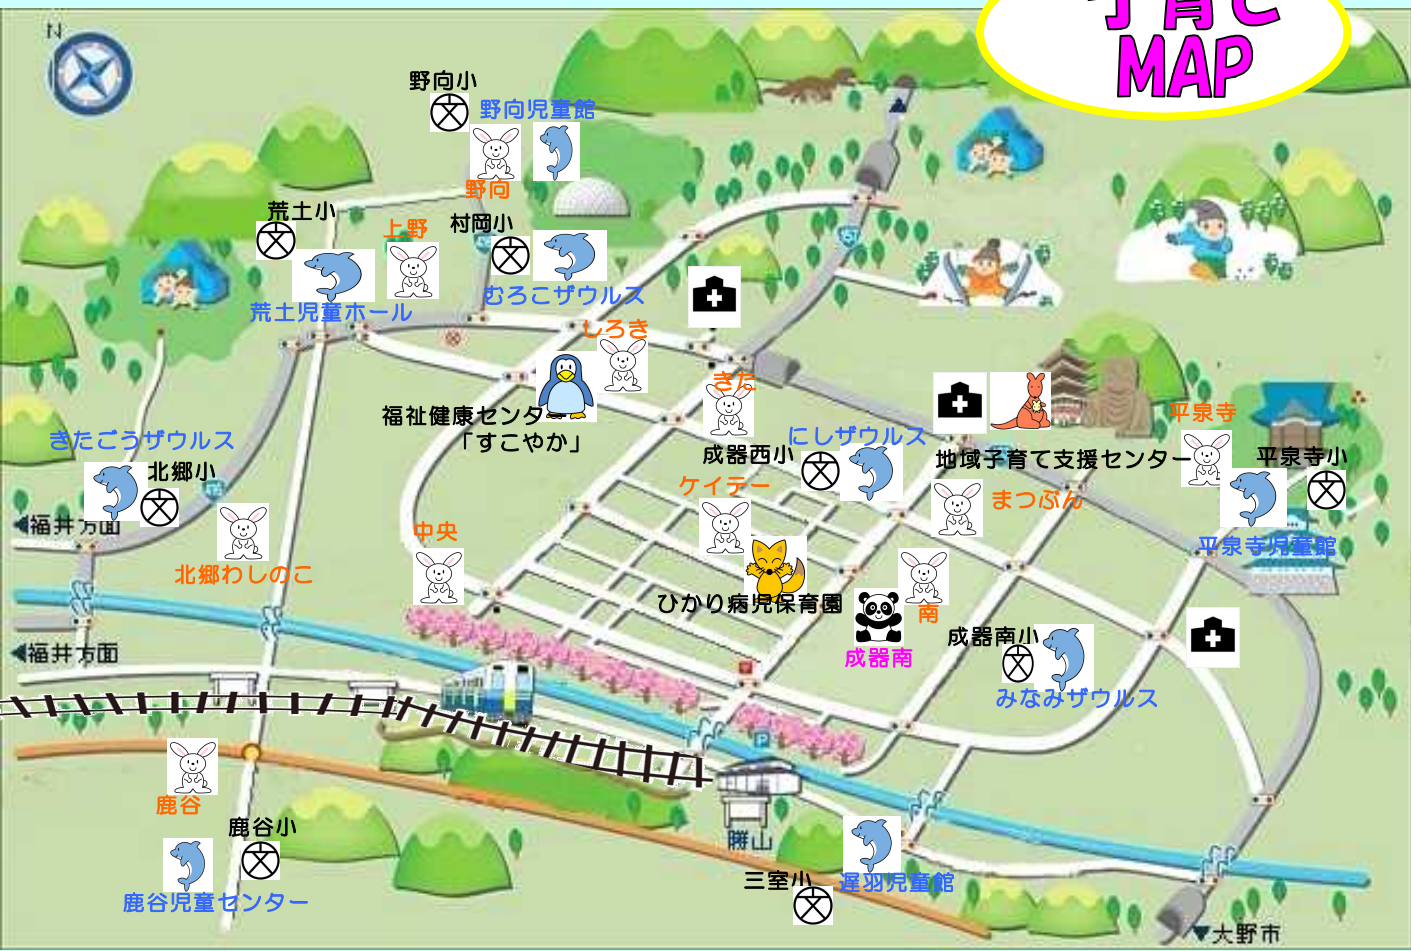 子育て
MAP
N
野向小
野向児童館
野向
荒土小
上野
村岡小
荒土児童ホール
むろこザウルス
しろき
きた
福祉健康センター
「すこやか」
きたごうザウルス
北郷小
にしザウルス
成器西小
ケイテー
地域子育て支援センター
まつぶん
平泉寺
平泉寺小
平泉寺児童館
福井方面
北郷わしのこ
中央
ひかり病児保育園
南
成器南
成器南小
みなみザウルス
福井方面
P
鹿谷
鹿谷小
鹿谷児童センター
勝山
三室小
遅羽児童館
大野市